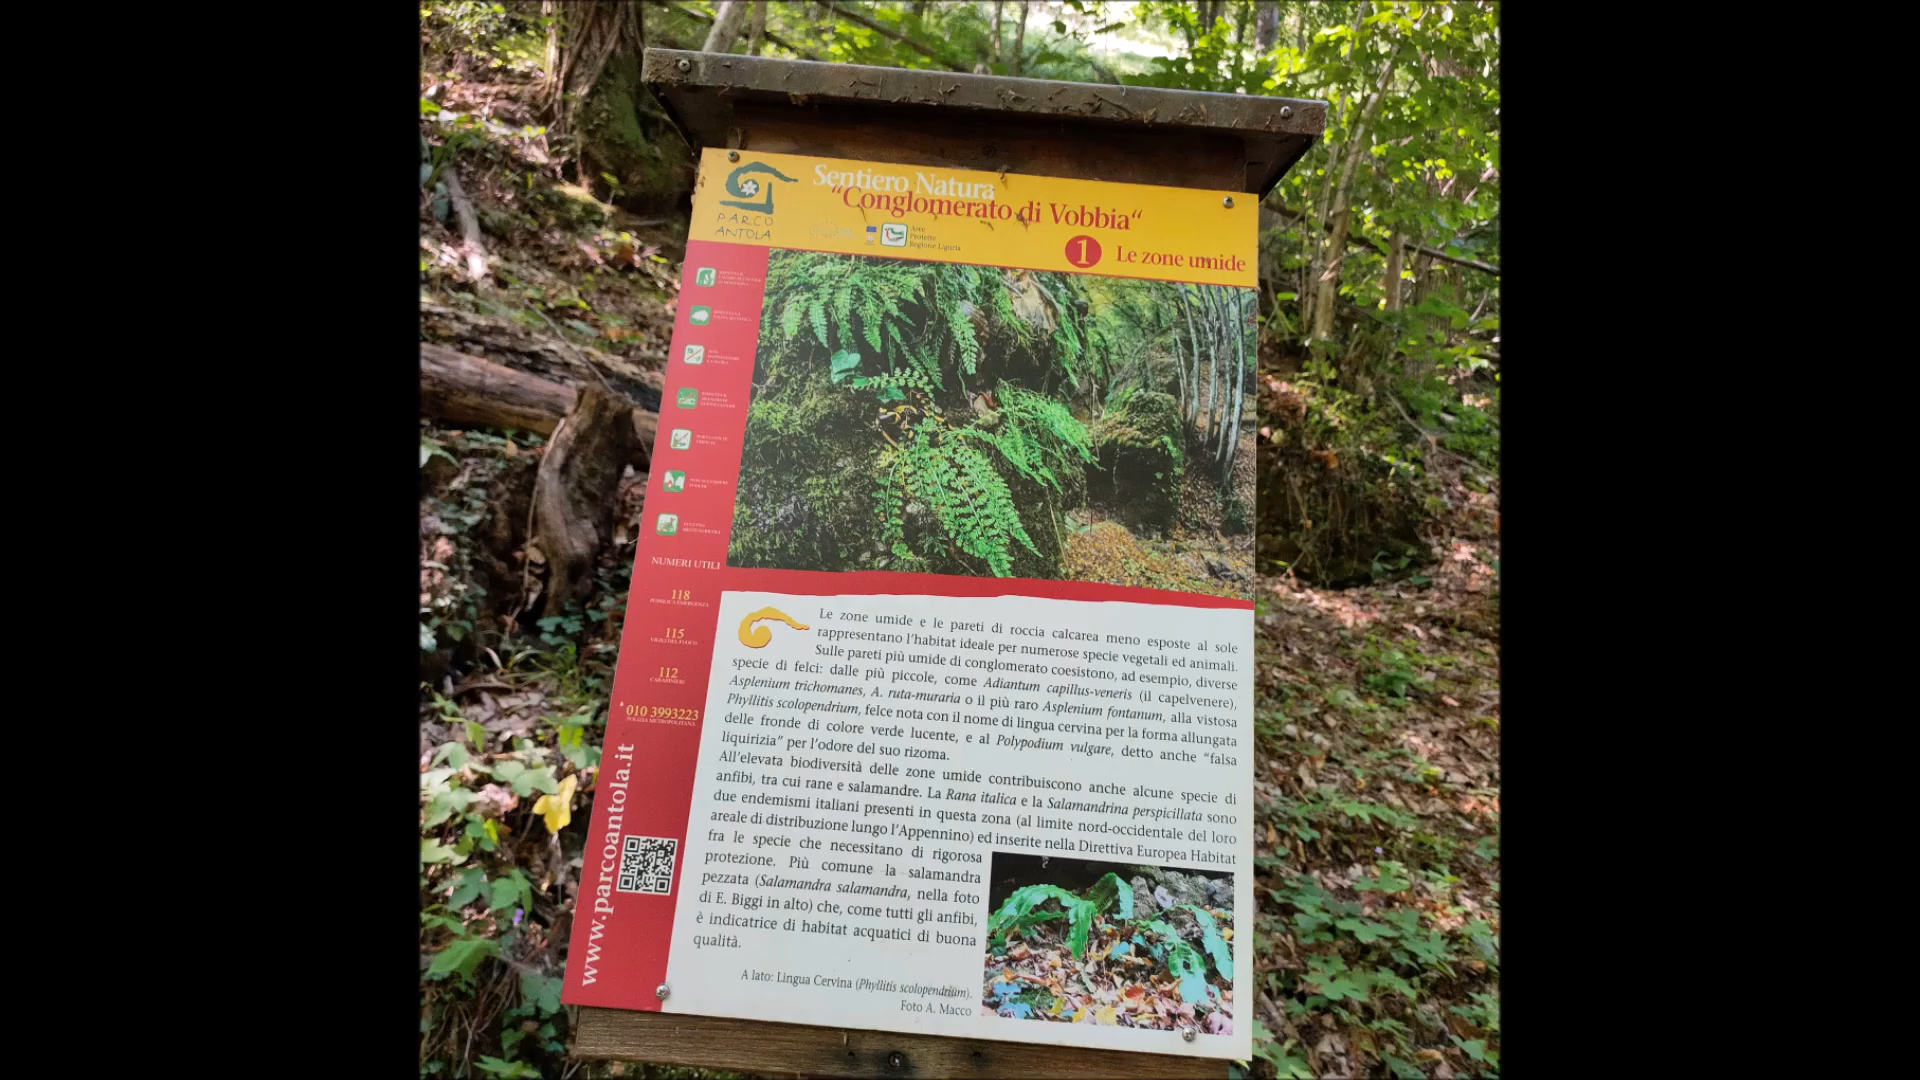 Sentiero Natura
“Conglomerato di Vobbia“
PARCO
ANTOLA
Aree
Protette
Regione Liguria
1 Le zone umide
NUMERI UTILI
118
115
VIGILI DEL FUOCO
112
CARABINIERI
010 3993223
POLIZIA METROPOLITANA
www.parcoantola.it
Le zone umide e le pareti di roccia calcarea meno esposte al sole
rappresentano l'habitat ideale per numerose specie vegetali ed animali.
Sulle pareti più umide di conglomerato coesistono, ad esempio, diverse
specie di felci: dalle più piccole, come Adiantum capillus-veneris (il capelvenere),
Asplenium trichomanes, A. ruta-muraria o il più raro Asplenium fontanum, alla vistosa
Phyllitis scolopendrium, felce nota con il nome di lingua cervina per la forma allungata
delle fronde di colore verde lucente, e al Polypodium vulgare, detto anche “falsa
liquirizia” per l'odore del suo rizoma.
All'elevata biodiversità delle zone umide contribuiscono anche alcune specie di
anfibi, tra cui rane e salamandre. La Rana italica e la Salamandrina perspicillata sono
due endemismi italiani presenti in questa zona (al limite nord-occidentale del loro
areale di distribuzione lungo l'Appennino) ed inserite nella Direttiva Europea Habitat
fra le specie che necessitano di rigorosa
protezione. Più comune la salamandra
pezzata (Salamandra salamandra, nella foto
di E. Biggi in alto) che, come tutti gli anfibi,
è indicatrice di habitat acquatici di buona
qualità.
A lato: Lingua Cervina (Phyllitis scolopendrium).
Foto A. Macco